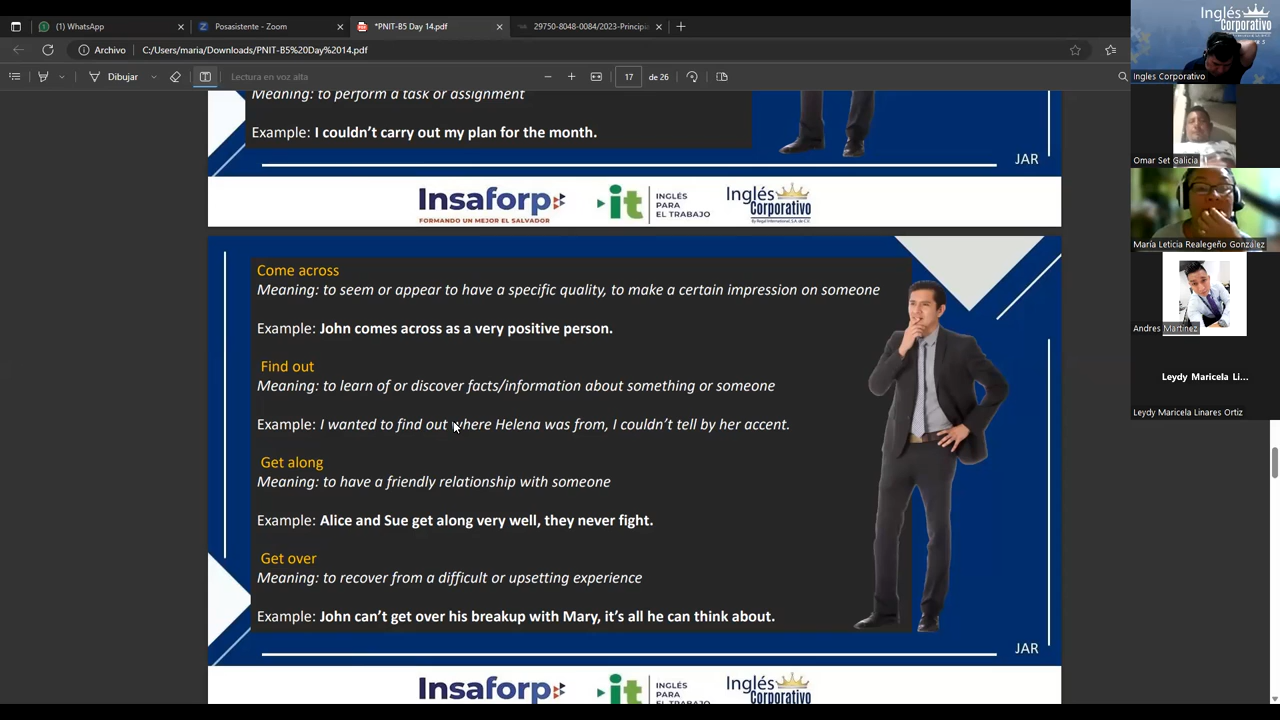 (1) WhatsApp
Posasistente - Zoom
*PNIT-B5 Day 14.pdf
29750-8048-0084/2023-Princip
Archivo
C:/Users/maria/Downloads/PNIT-B5%20Day%2014.pdf
Dibujar
Lectura en voz alta
17
de 26
Meaning: to perform a task or assignment
Example: I couldn't carry out my plan for the month.
JAR
Insaforp
FORMANDO UN MEJOR EL SALVADOR
it
INGLÉS
PARA
EL TRABAJO
Inglés
Corporativo
Come across
Meaning: to seem or appear to have a specific quality, to make a certain impression on someone
Example: John comes across as a very positive person.
Find out
Meaning: to learn of or discover facts/information about something or someone
Example: I wanted to find out where Helena was from, I couldn't tell by her accent.
Get along
Meaning: to have a friendly relationship with someone
Example: Alice and Sue get along very well, they never fight.
Get over
Meaning: to recover from a difficult or upsetting experience
Example: John can't get over his breakup with Mary, it's all he can think about.
JAR
Insaforp
it
INGLÉS
PARA
EL TRABAJO
Inglés
Corporativo
Inglés
Corporativo
Ingles Corporativo
Omar Set Galicia
María Leticia Realegeño González
Andres Martinez
Leydy Maricela Li...
Leydy Maricela Linares Ortiz